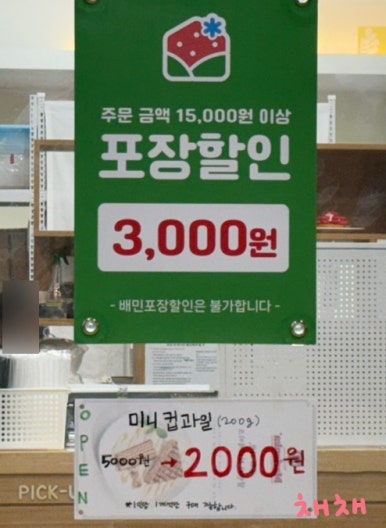 주문 금액 15,000원 이상
포장할인
3,000원
- 배민포장할인은 불가합니다 -
OPEN
미니 컵과일 (200g)
5000원 → 2000원
PICK-U
채채